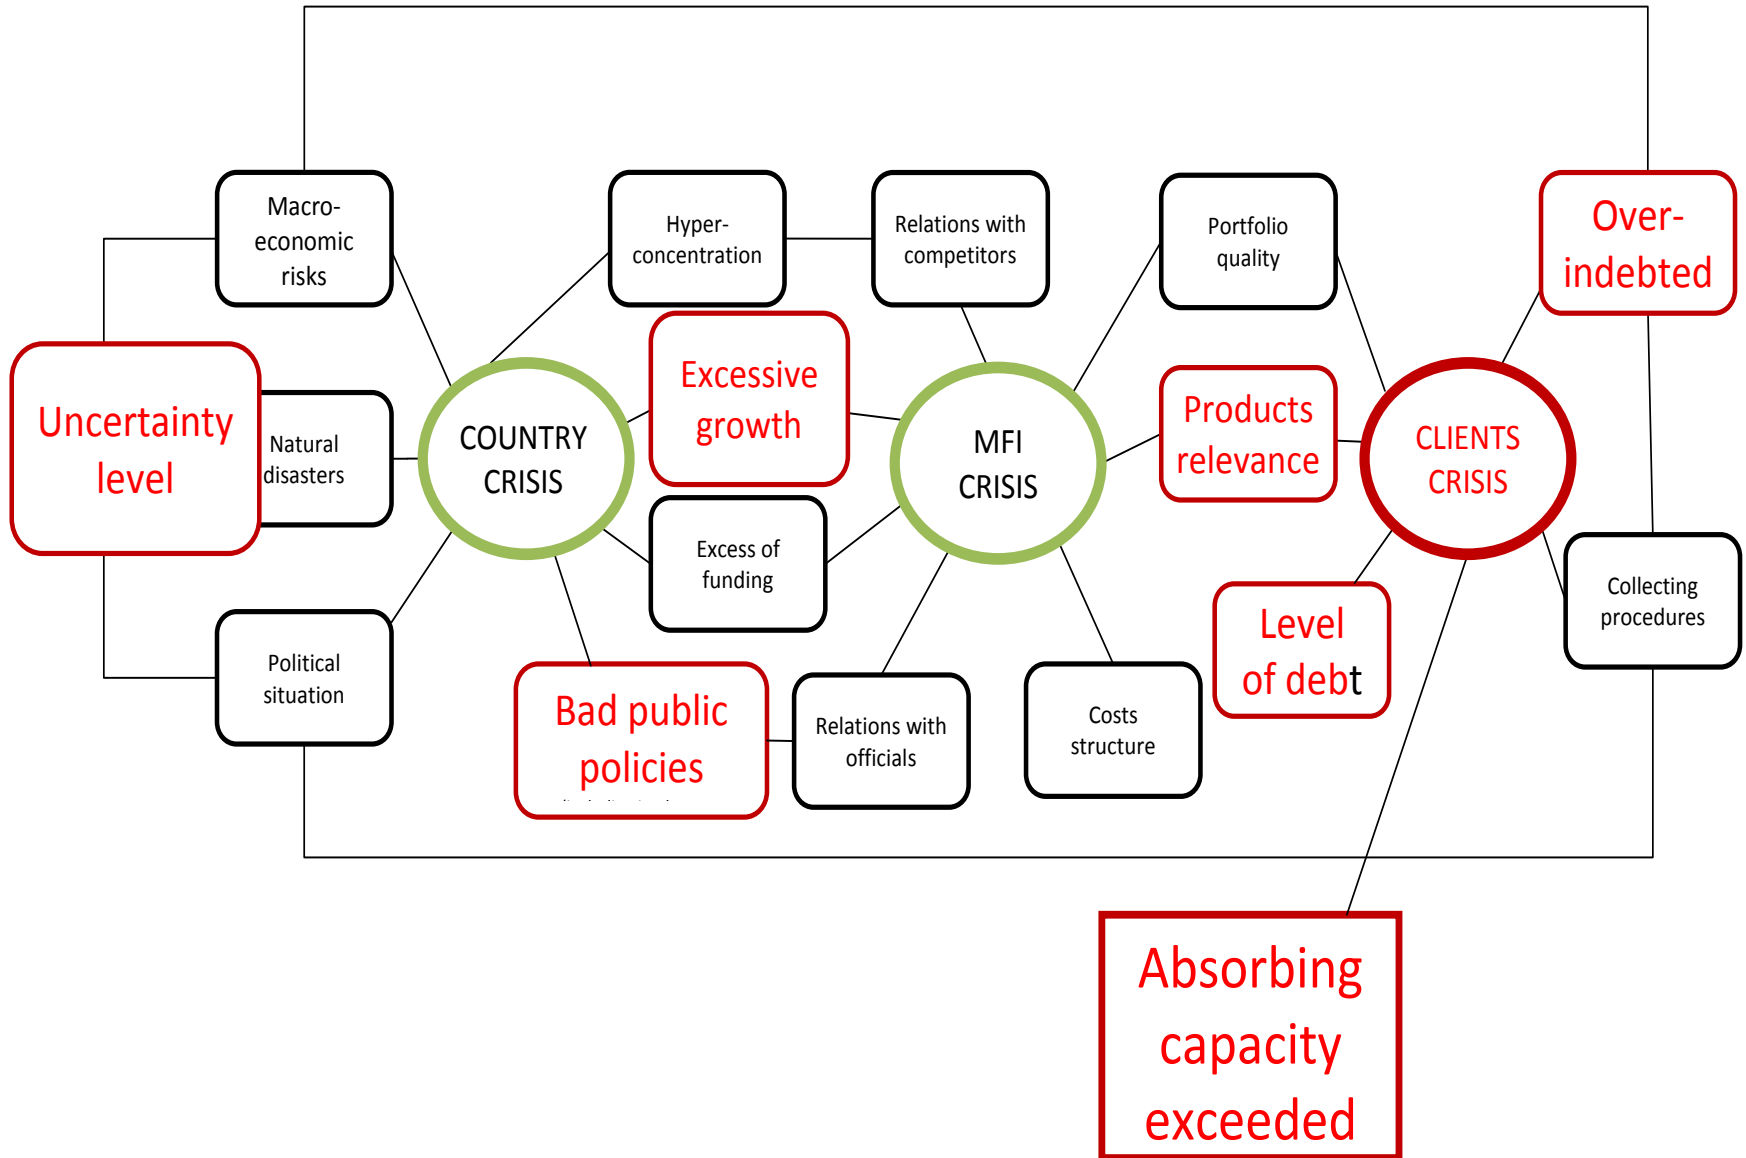 Macro-
economic
risks
Hyper-
concentration
Relations with
competitors
Portfolio
quality
Over-
indebted
Uncertainty
level
Natural
disasters
COUNTRY
CRISIS
Excessive
growth
MFI
CRISIS
Products
relevance
CLIENTS
CRISIS
Excess of
funding
Level
of debt
Collecting
procedures
Political
situation
Bad public
policies
Relations with
officials
Costs
structure
Absorbing
capacity
exceeded